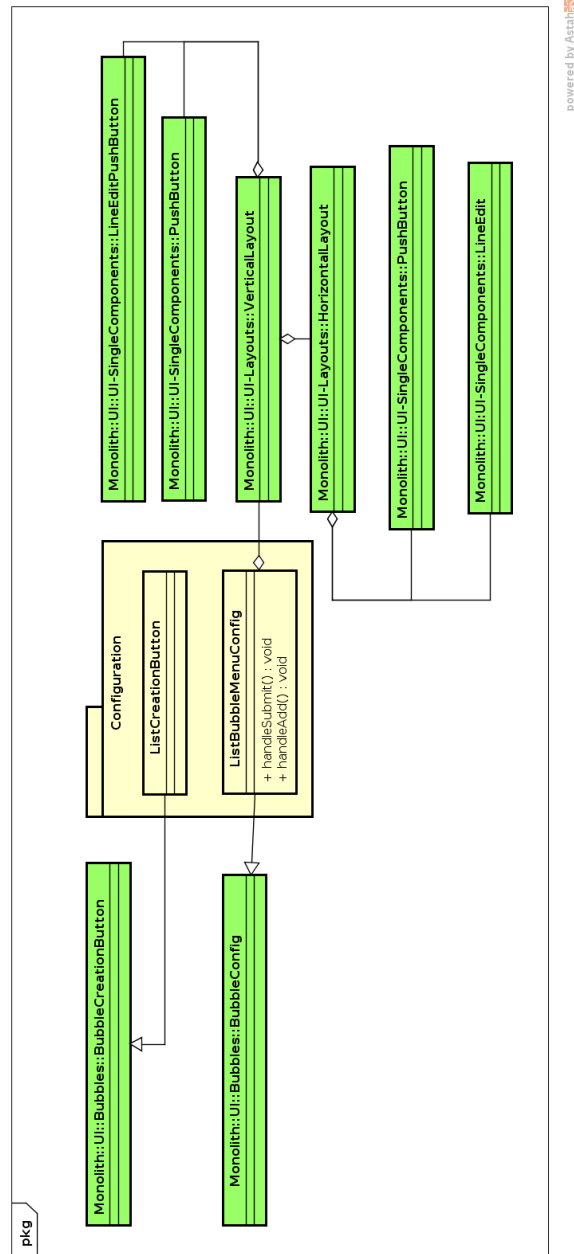 pkg
Monolith::UI::Bubbles::BubbleCreationButton
Monolith::UI::Bubbles::BubbleConfig
Configuration
ListCreationButton
ListBubbleMenuConfig
+ handleSubmit() : void
+ handleAdd() : void
Monolith::UI::UI-SingleComponents::LineEditPushButton
Monolith::UI::UI-SingleComponents::PushButton
Monolith::UI::UI-Layouts::VerticalLayout
Monolith::UI::UI-Layouts::HorizontalLayout
Monolith::UI::UI-SingleComponents::PushButton
Monolith::UI:UI-SingleComponents::LineEdit
powered by Astah